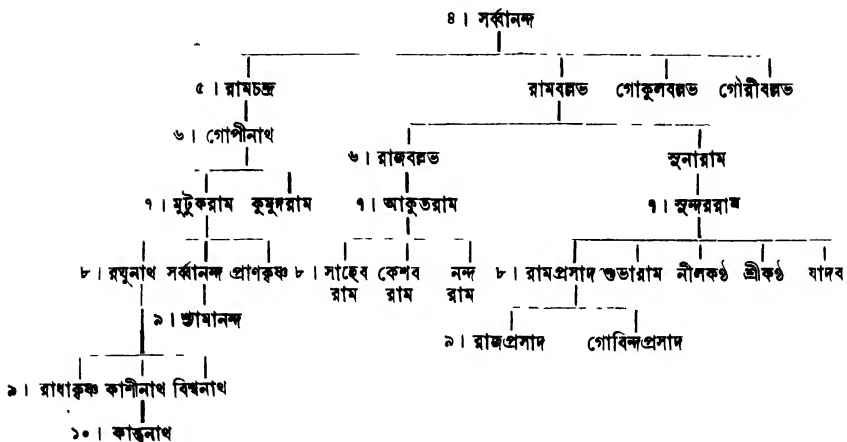 ৪। সর্ব্বানন্দ
৫। রামচন্দ্র রামবল্লভ গোকুলবল্লভ গৌরীবল্লভ
৬। গোপীনাথ
৬। রাজবল্লভ সুনারাম
৭। মুটুকরাম কুমুদরাম ৭। আকুতরাম ৭। সুন্দররাম
৮। রঘুনাথ সর্ব্বানন্দ প্রাণকৃষ্ণ ৮। সাহেব কেশব নন্দ ৮। রামপ্রসাদ শুভারাম নীলকণ্ঠ শ্রীকণ্ঠ যাদব
রাম রাম রাম
৯। শ্যামানন্দ
৯। রাজপ্রসাদ গোবিন্দপ্রসাদ
৯। রাধাকৃষ্ণ কাশীনাথ বিশ্বনাথ
১০। কান্তনাথ